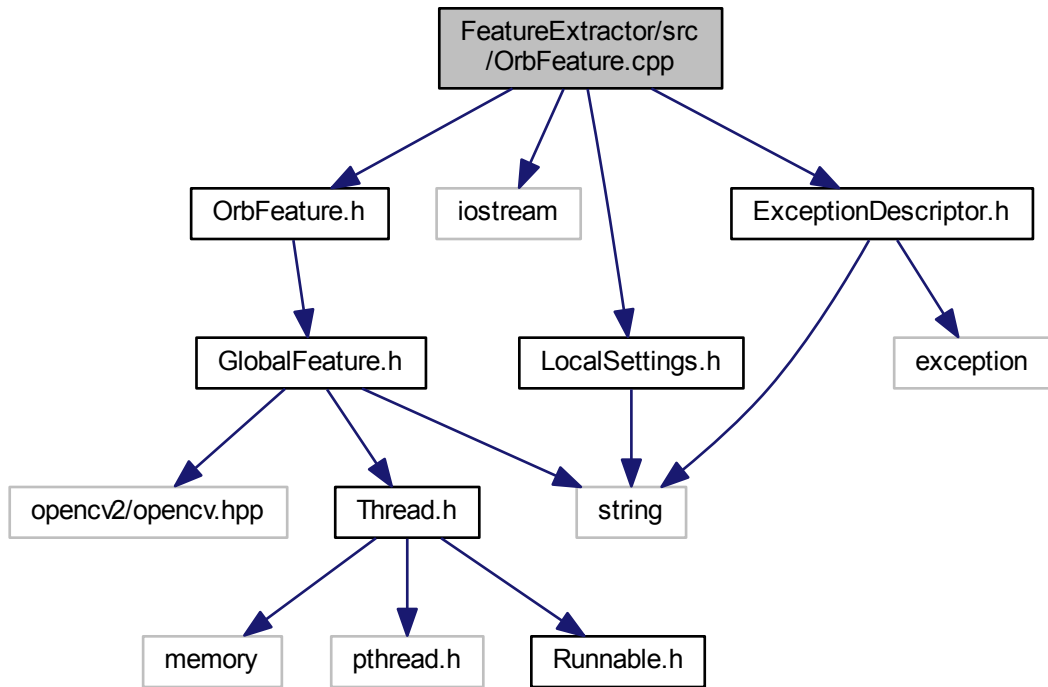 FeatureExtractor/src
/OrbFeature.cpp
OrbFeature.h
iostream
ExceptionDescriptor.h
GlobalFeature.h
LocalSettings.h
exception
opencv2/opencv.hpp
Thread.h
string
memory
pthread.h
Runnable.h